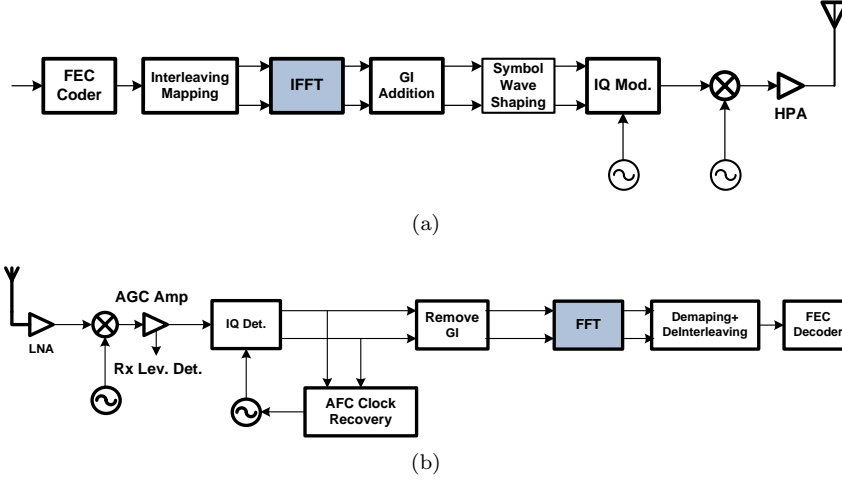 FEC
Coder
Interleaving
Mapping
IFFT
GI
Addition
Symbol
Wave
Shaping
IQ Mod.
HPA
(a)
AGC Amp
LNA
Rx Lev. Det.
IQ Det.
AFC Clock
Recovery
Remove
GI
FFT
Demaping+
DeInterleaving
FEC
Decoder
(b)